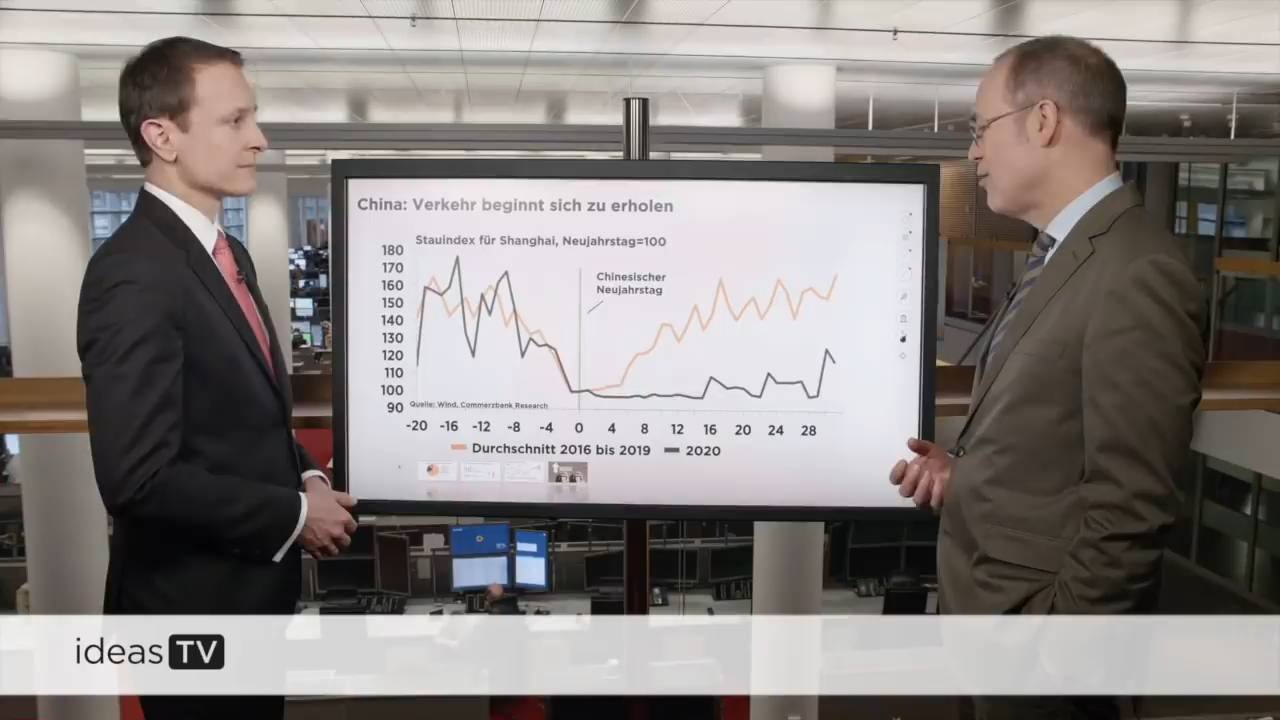 China: Verkehr beginnt sich zu erholen
Stauindex für Shanghai, Neujahrstag=100
180
170
160
150
140
130
120
110
100
90
Chinesischer
Neujahrstag
Quelle: Wind, Commerzbank Research
-20 -16 -12 -8 -4 0 4 8 12 16 20 24 28
Durchschnitt 2016 bis 2019 2020
ideas TV